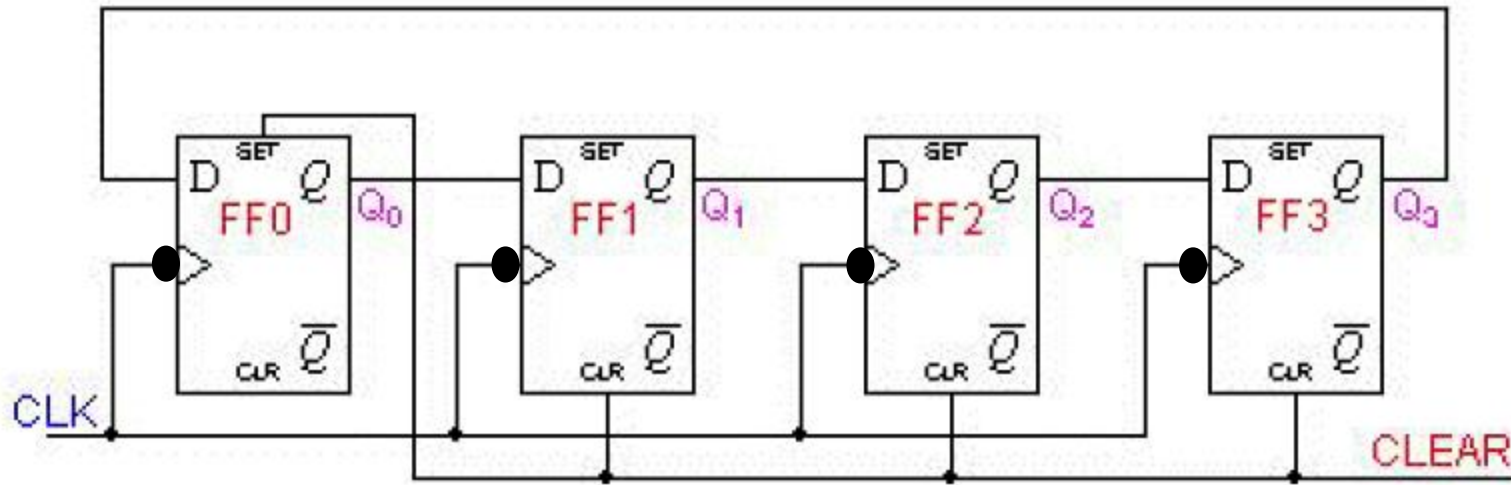 SET SET SET SET
D Q D Q D Q D Q
FF0 Q₀ FF1 Q₁ FF2 Q₂ FF3 Q₃
Q̅ Q̅ Q̅ Q̅
CLR CLR CLR CLR
CLK
CLEAR